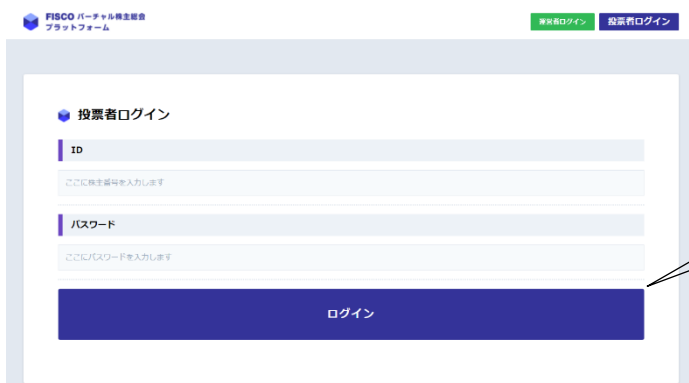 FISCO バーチャル株主総会
プラットフォーム
運営者ログイン
投票者ログイン
投票者ログイン
ID
ここに株主番号を入力します
パスワード
ここにパスワードを入力します
ログイン